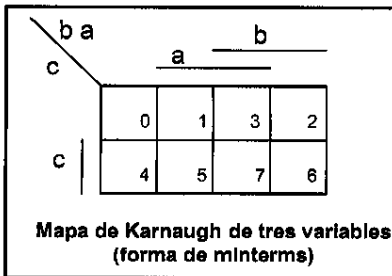 b a
b
a
c
0 1 3 2
c
4 5 7 6
Mapa de Karnaugh de tres variables
(forma de minterms)